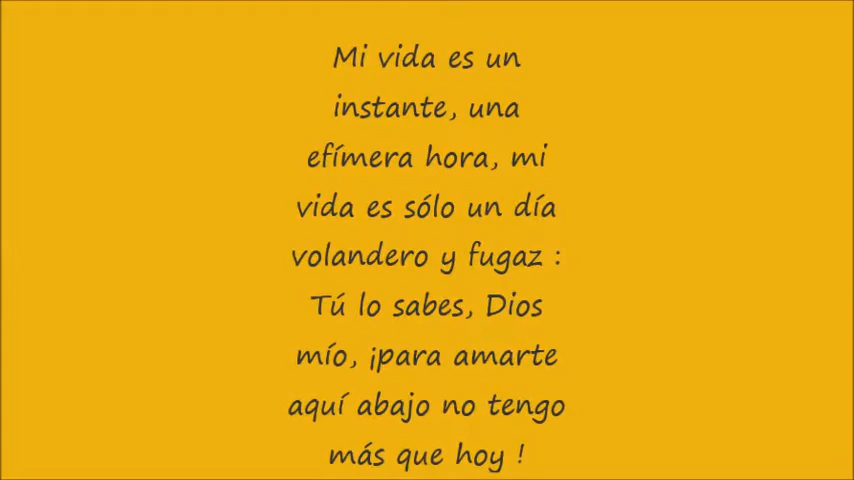 Mi vida es un
instante, una
efímera hora, mi
vida es sólo un día
volandero y fugaz :
Tú lo sabes, Dios
mío, ¡para amarte
aquí abajo no tengo
más que hoy !